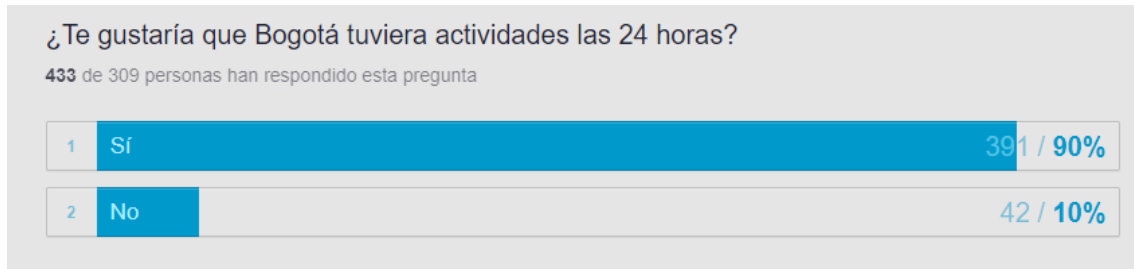 ¿Te gustaría que Bogotá tuviera actividades las 24 horas?
433 de 309 personas han respondido esta pregunta
1 Sí 391 / 90%
2 No 42 / 10%